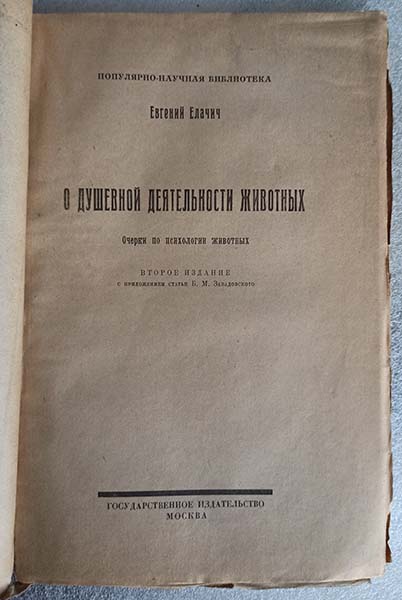 ПОПУЛЯРНО-НАУЧНАЯ БИБЛИОТЕКА
Евгений Елачич
О ДУШЕВНОЙ ДЕЯТЕЛЬНОСТИ ЖИВОТНЫХ
Очерки по психологии животных
ВТОРОЕ ИЗДАНИЕ
с приложением статьи Б. М. Завадовского
ГОСУДАРСТВЕННОЕ ИЗДАТЕЛЬСТВО
МОСКВА